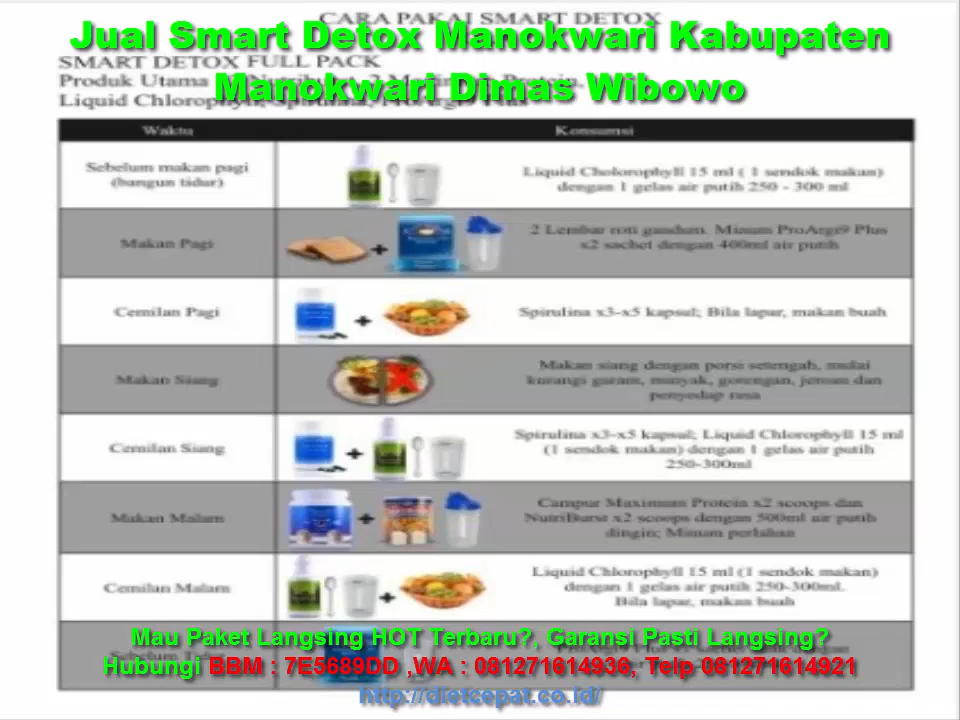 CARA PAKAI SMART DETOX
Jual Smart Detox Manokwari Kabupaten
Manokwari Dimas Wibowo
SMART DETOX FULL PACK
Produk Utama
Liquid Chlorophyll,
Waktu Konsumsi
Sebelum makan pagi
(bangun tidur)
Liquid Cholorophyll 15 ml ( 1 sendok makan)
dengan 1 gelas air putih 250 - 300 ml
Makan Pagi
2 Lembar roti gandum. Minum ProArgi9 Plus
x2 sachet dengan 400ml air putih
Cemilan Pagi
Spirulina x3-x5 kapsul; Bila lapar, makan buah
Makan Siang
Makan siang dengan porsi setengah, mulai
kurangi garam, minyak, gorengan, jeroan dan
penyedap rasa
Cemilan Siang
Spirulina x3-x5 kapsul; Liquid Chlorophyll 15 ml
(1 sendok makan) dengan 1 gelas air putih
250-300ml
Makan Malam
Campur Maximum Protein x2 scoops dan
NutriBurst x2 scoops dengan 500ml air putih
dingin; Minum perlahan
Cemilan Malam
Liquid Chlorophyll 15 ml (1 sendok makan)
dengan 1 gelas air putih 250-300ml.
Bila lapar, makan buah
Mau Paket Langsing HOT Terbaru?, Garansi Pasti Langsing?
Hubungi BBM : 7E5689DD ,WA : 081271614936, Telp 081271614921
http://dietcepat.co.id/